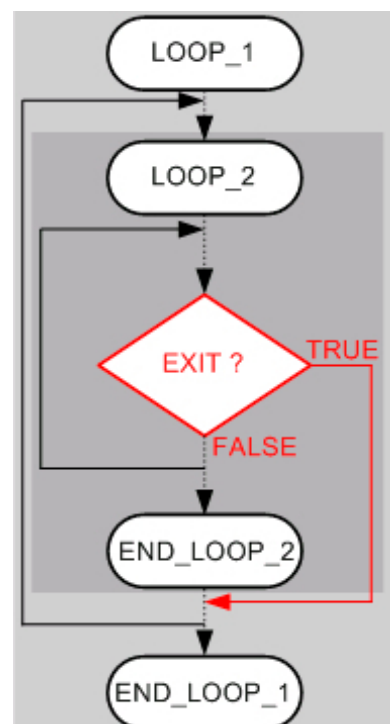 LOOP_1
LOOP_2
EXIT ?
TRUE
FALSE
END_LOOP_2
END_LOOP_1